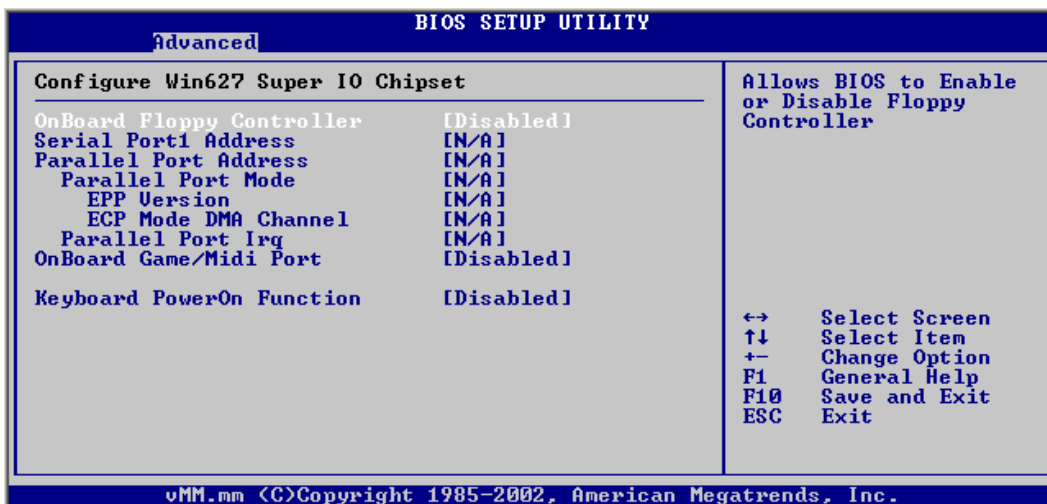 BIOS SETUP UTILITY
Advanced
Configure Win627 Super IO Chipset
OnBoard Floppy Controller [Disabled]
Serial Port1 Address [N/A]
Parallel Port Address [N/A]
Parallel Port Mode [N/A]
EPP Version [N/A]
ECP Mode DMA Channel [N/A]
Parallel Port Irq [N/A]
OnBoard Game/Midi Port [Disabled]
Keyboard PowerOn Function [Disabled]
Allows BIOS to Enable
or Disable Floppy
Controller
←→ Select Screen
↑↓ Select Item
+- Change Option
F1 General Help
F10 Save and Exit
ESC Exit
vMM.mm (C)Copyright 1985-2002, American Megatrends, Inc.